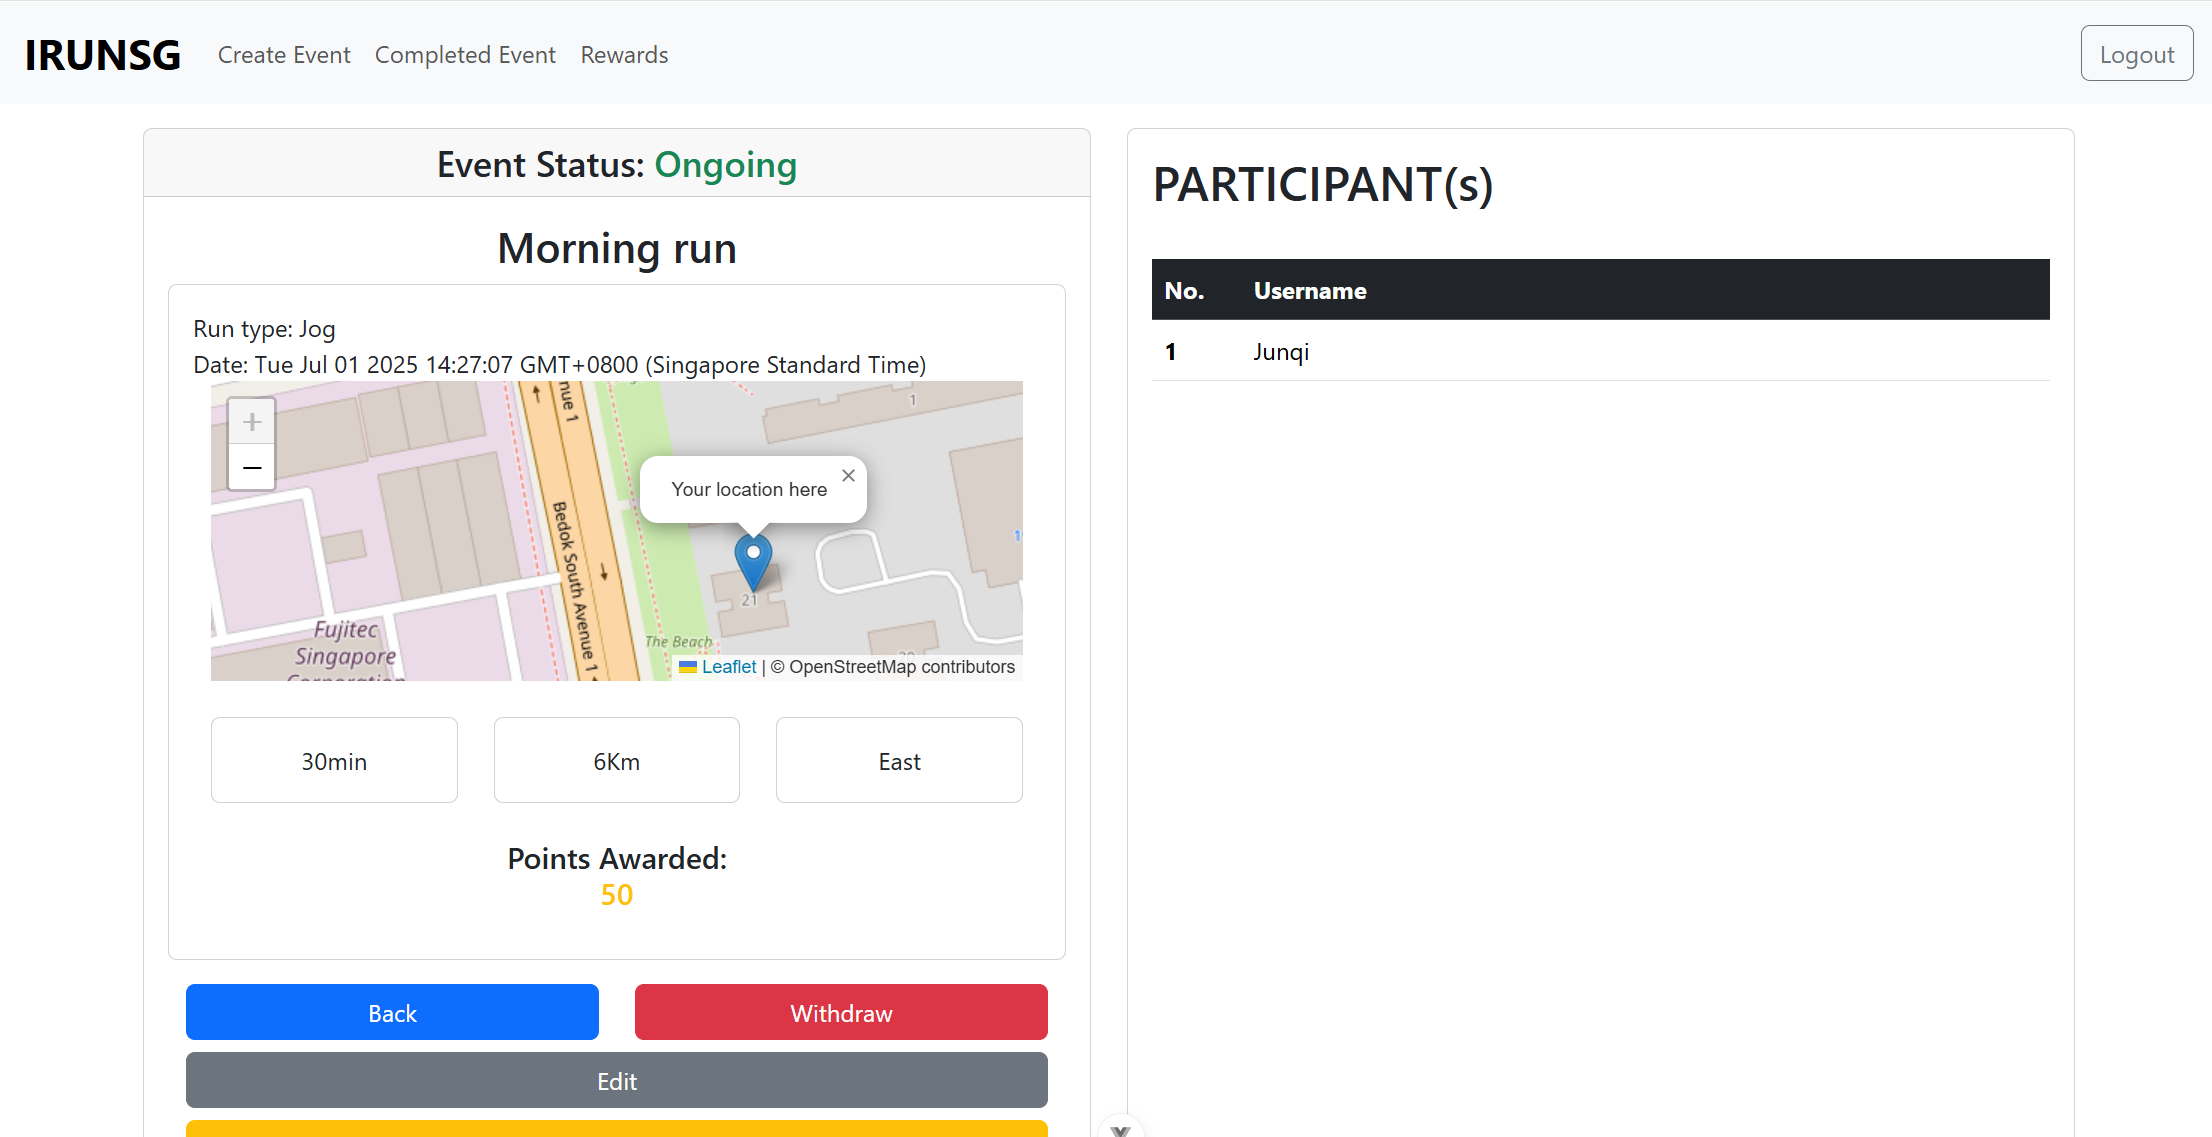 IRUNSG Create Event Completed Event Rewards Logout
Event Status: Ongoing
Morning run
Run type: Jog
Date: Tue Jul 01 2025 14:27:07 GMT+0800 (Singapore Standard Time)
+
−
nue 1
1
Your location here ×
Bedok South Avenue 1
21
The Beach
Fujitec
Singapore
Corporation
Leaflet | © OpenStreetMap contributors
30min 6Km East
Points Awarded:
50
Back Withdraw
Edit
PARTICIPANT(s)
No. Username
1 Junqi